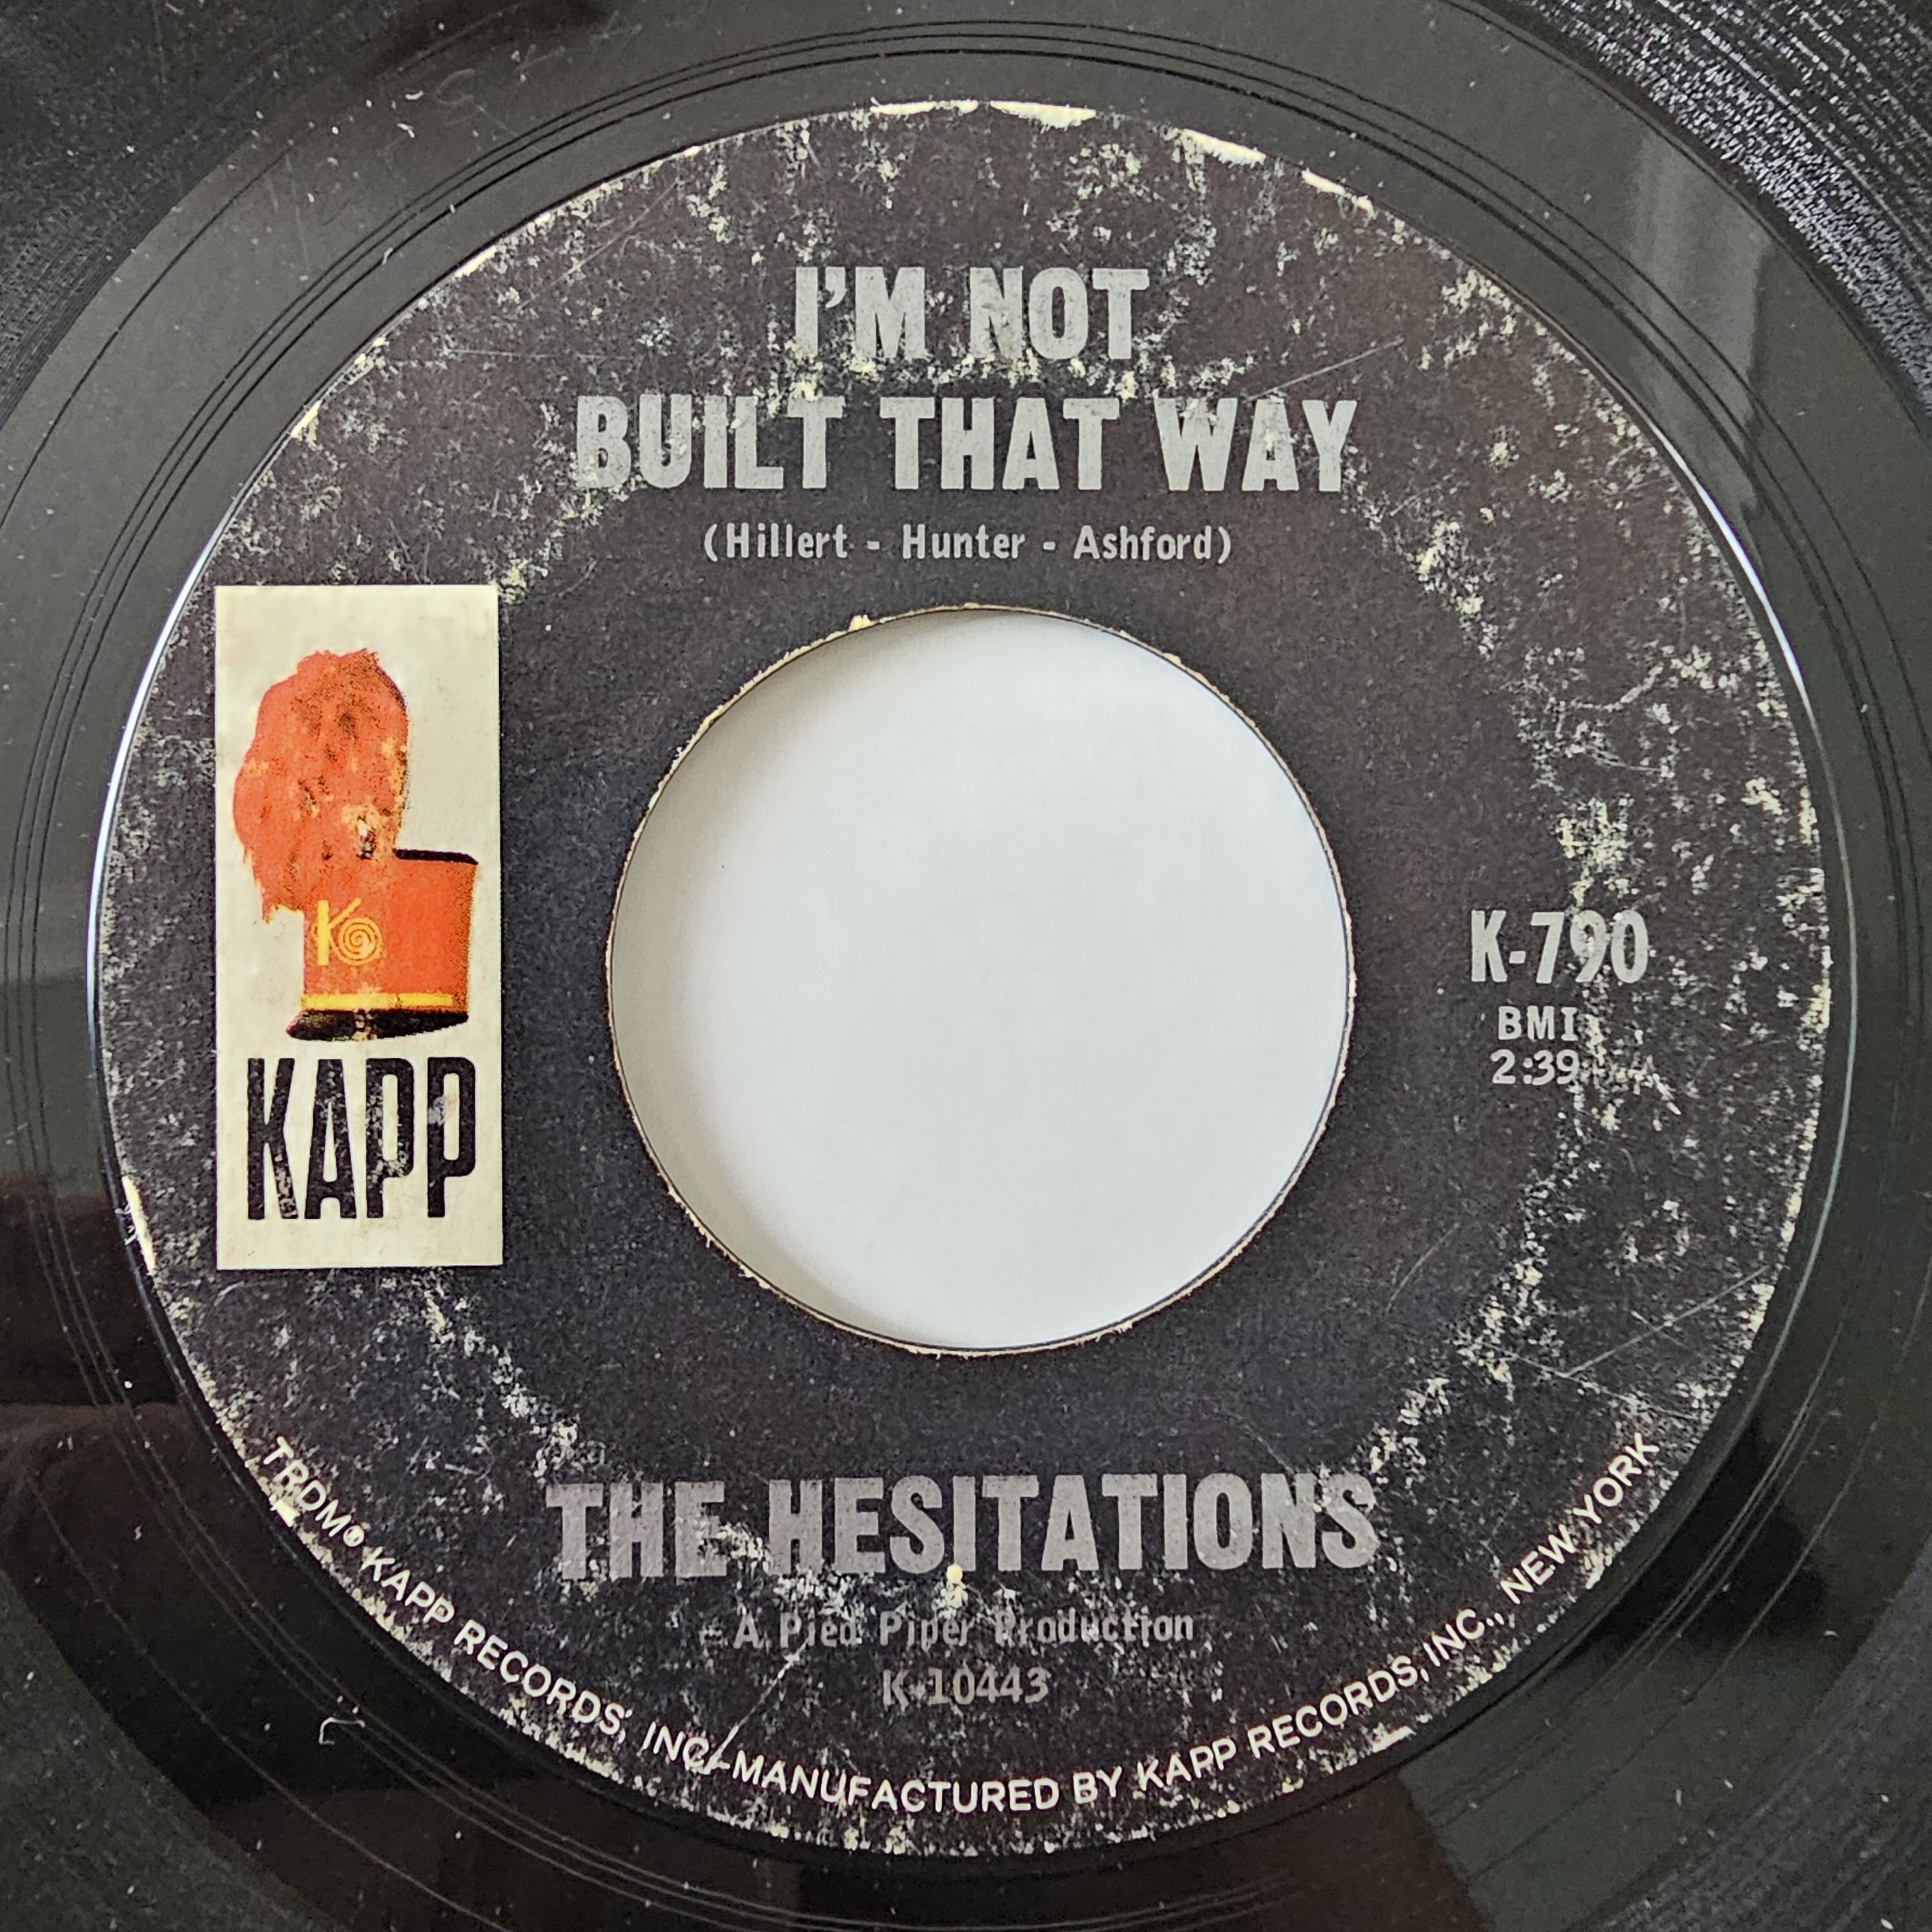 I'M NOT
BUILT THAT WAY
(Hillert - Hunter - Ashford)
K
KAPP
K-790
BMI
2:39
THE HESITATIONS
A Pied Piper Production
K-10443
TRDM® KAPP RECORDS, INC.-MANUFACTURED BY KAPP RECORDS, INC., NEW YORK